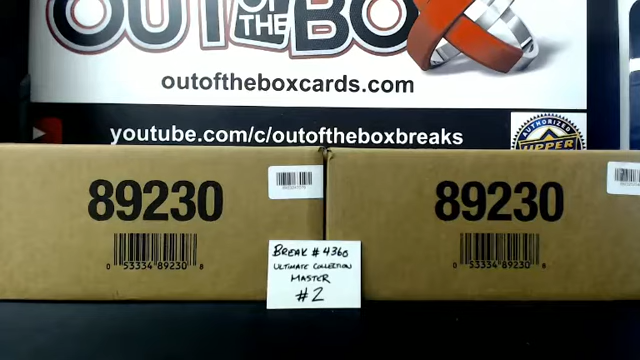 OUT OF THE BOX
outoftheboxcards.com
youtube.com/c/outoftheboxbreaks
AUTHORIZED
UPPER
89230
0 53334 89230 8
89230
0 53334 89230 8
BREAK # 4360
ULTIMATE COLLECTION
MASTER
#2